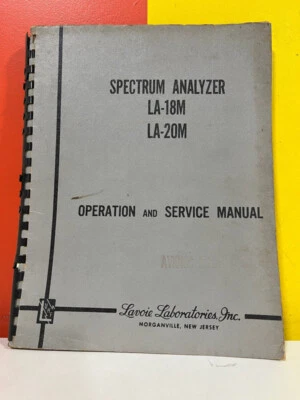 SPECTRUM ANALYZER
LA-18M
LA-20M
OPERATION AND SERVICE MANUAL
Lavoie Laboratories, Inc.
MORGANVILLE, NEW JERSEY